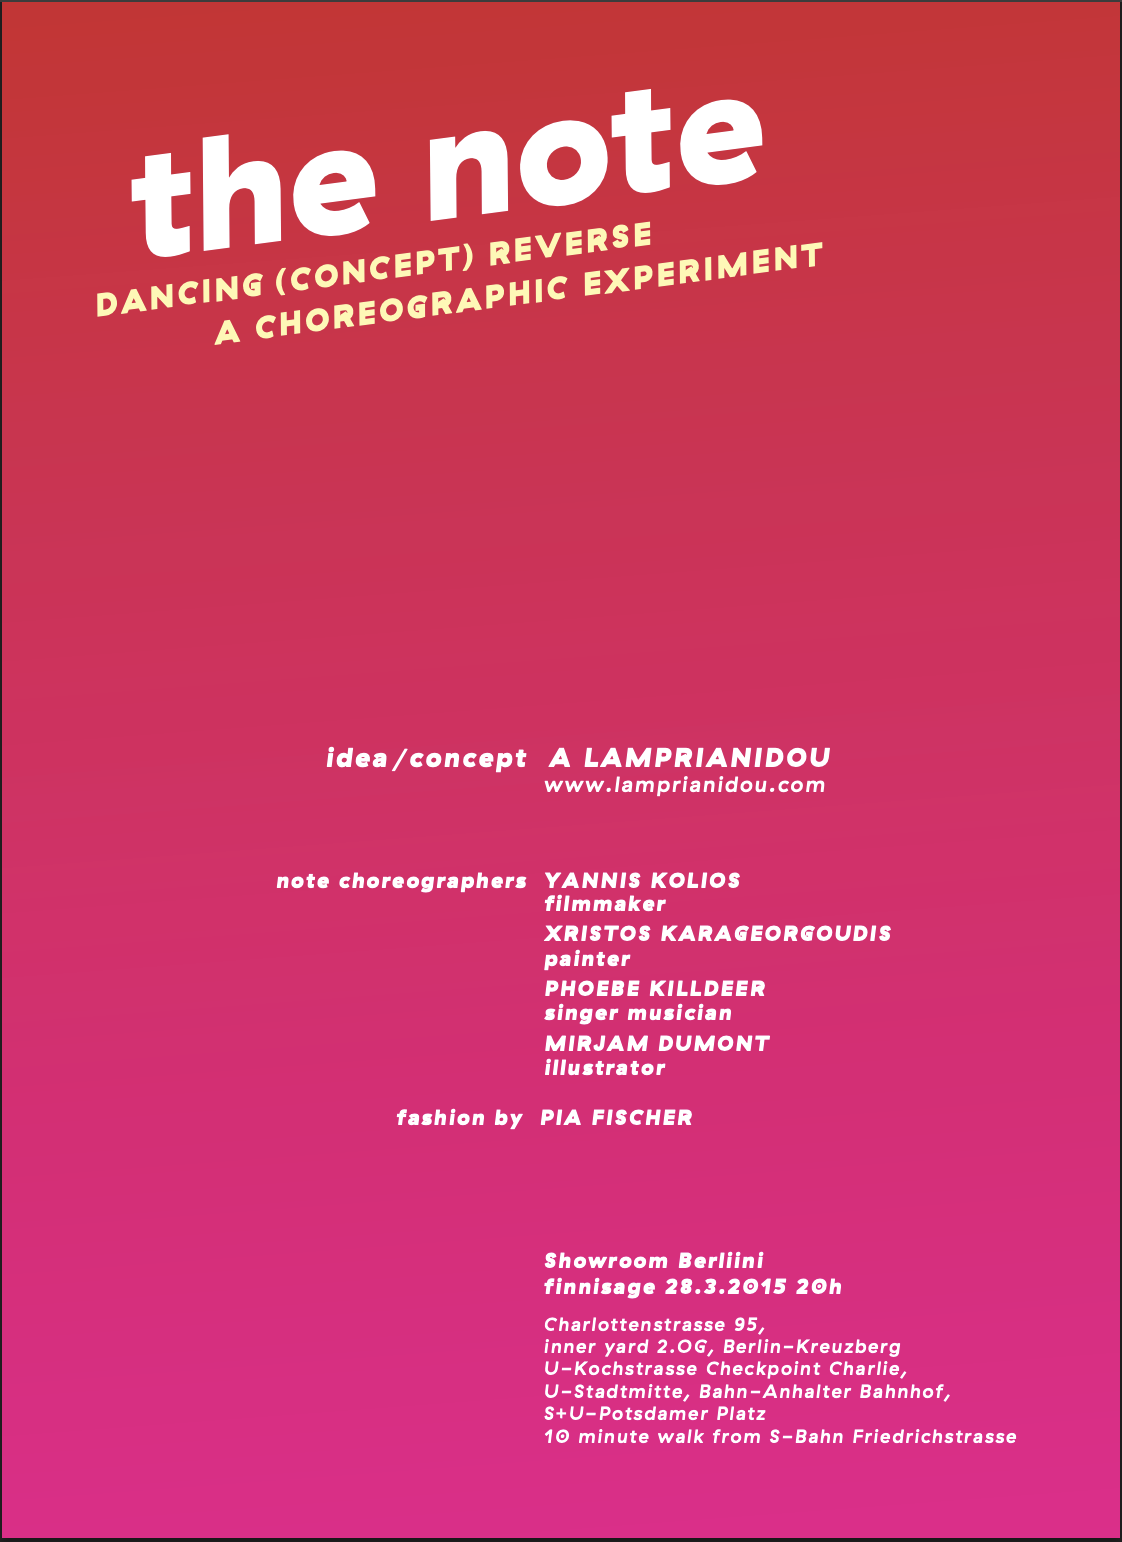 the note
DANCING (CONCEPT) REVERSE
A CHOREOGRAPHIC EXPERIMENT
idea/concept A LAMPRIANIDOU
www.lamprianidou.com
note choreographers YANNIS KOLIOS
filmmaker
XRISTOS KARAGEORGOUDIS
painter
PHOEBE KILLDEER
singer musician
MIRJAM DUMONT
illustrator
fashion by PIA FISCHER
Showroom Berliini
finnisage 28.3.2015 20h
Charlottenstrasse 95,
inner yard 2.OG, Berlin-Kreuzberg
U-Kochstrasse Checkpoint Charlie,
U-Stadtmitte, Bahn-Anhalter Bahnhof,
S+U-Potsdamer Platz
10 minute walk from S-Bahn Friedrichstrasse